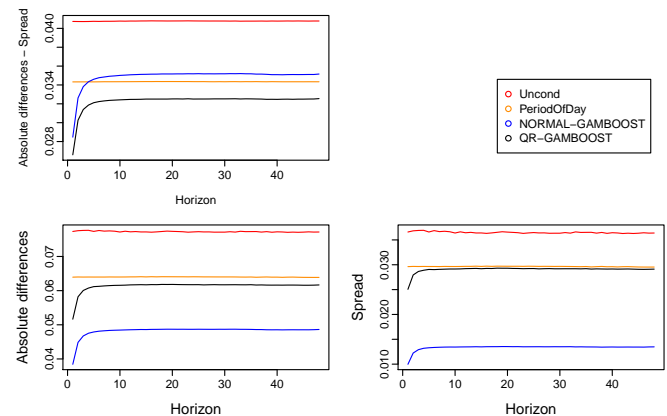 Absolute differences − Spread
0.028 0.034 0.040
0 10 20 30 40
Horizon
Uncond
PeriodOfDay
NORMAL−GAMBOOST
QR−GAMBOOST
Absolute differences
0.04 0.05 0.06 0.07
0 10 20 30 40
Horizon
Spread
0.010 0.020 0.030
0 10 20 30 40
Horizon